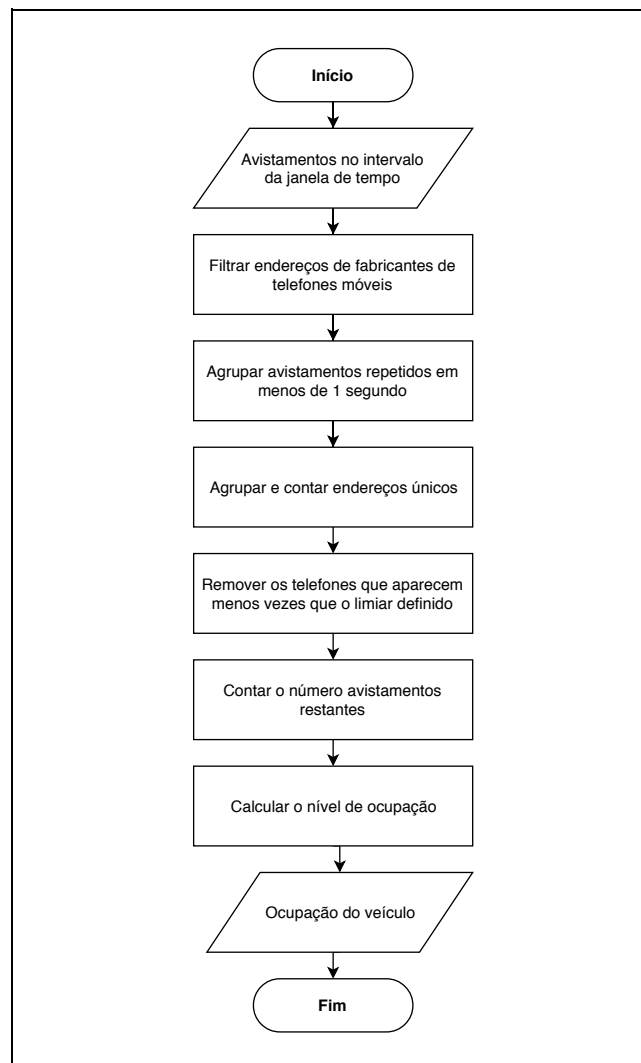 Início
Avistamentos no intervalo
da janela de tempo
Filtrar endereços de fabricantes de
telefones móveis
Agrupar avistamentos repetidos em
menos de 1 segundo
Agrupar e contar endereços únicos
Remover os telefones que aparecem
menos vezes que o limiar definido
Contar o número avistamentos
restantes
Calcular o nível de ocupação
Ocupação do veículo
Fim